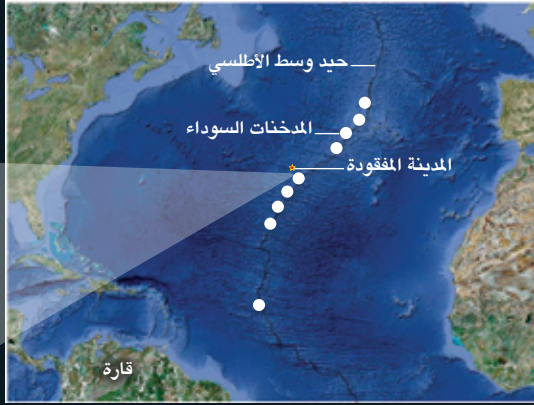 حيد وسط الأطلسي
المدخنات السوداء
المدينة المفقودة
قارة